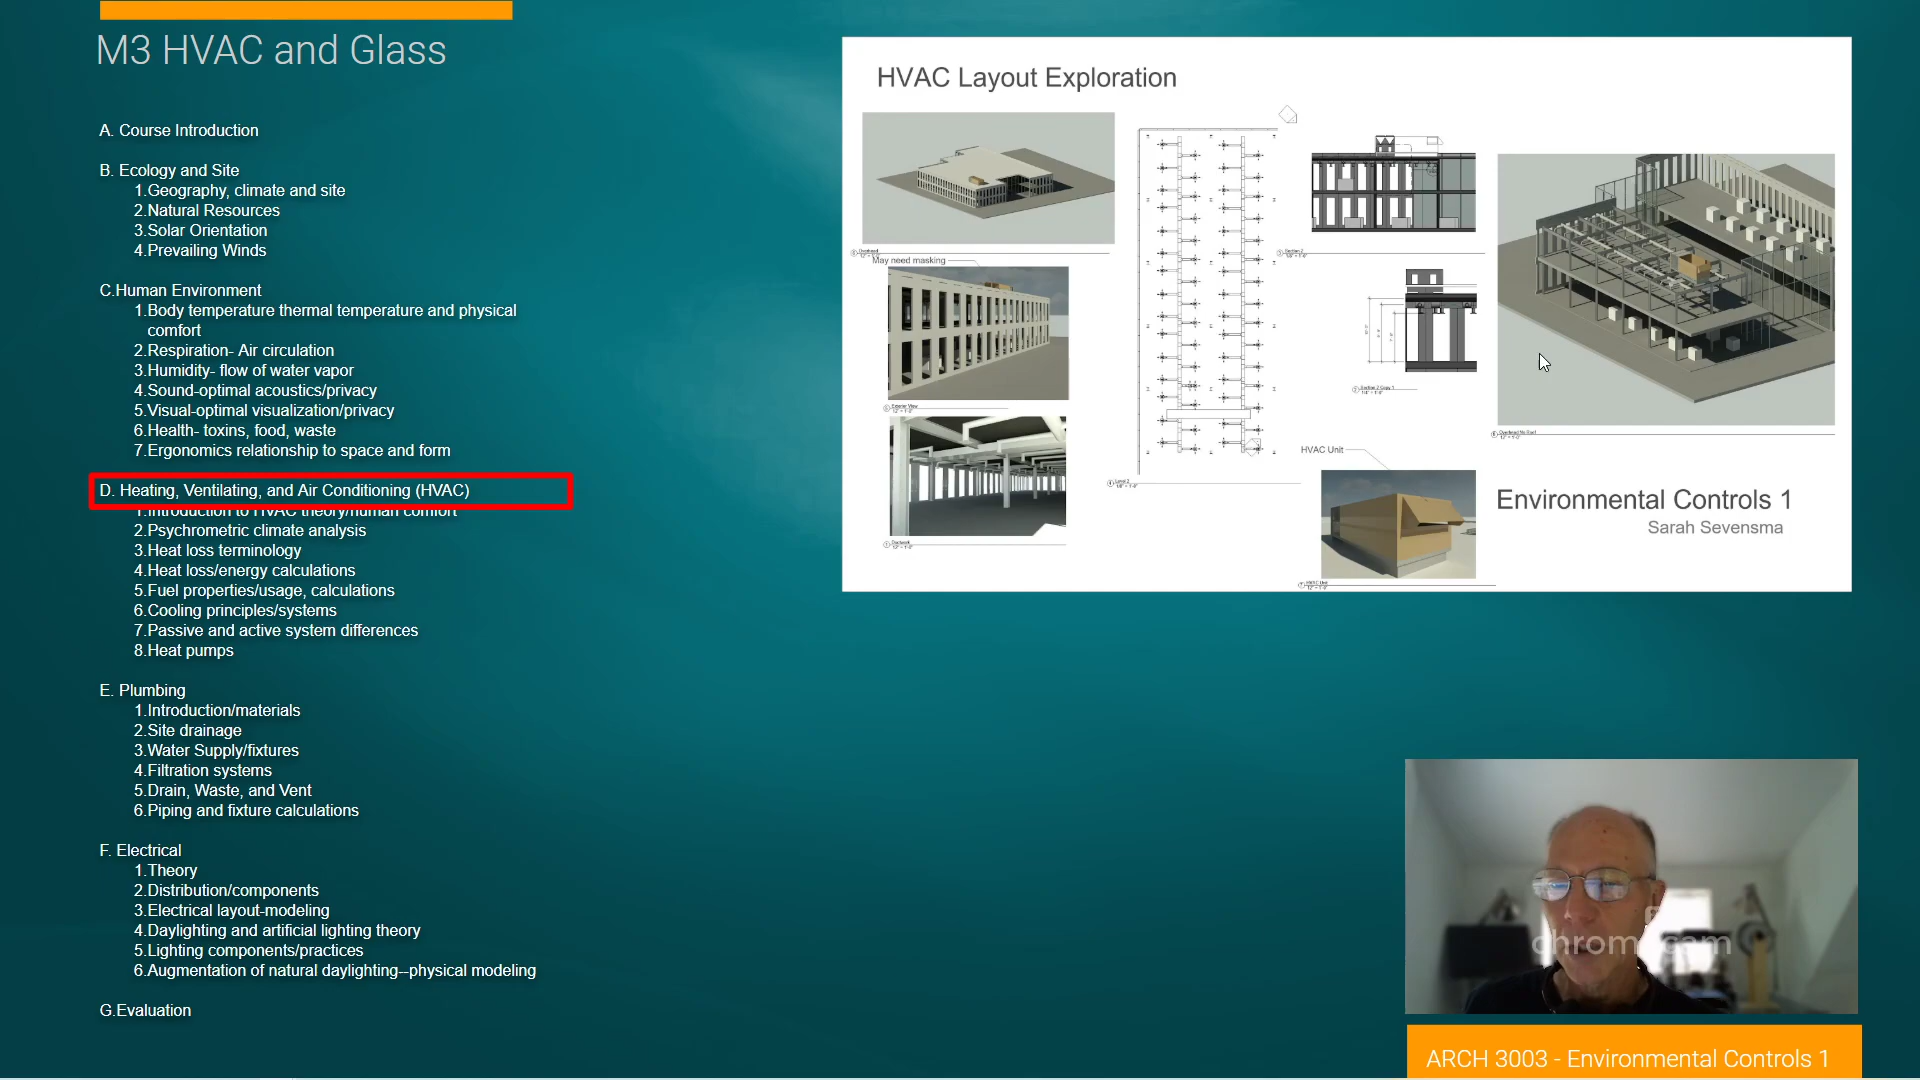 M3 HVAC and Glass
A. Course Introduction
B. Ecology and Site
1.Geography, climate and site
2.Natural Resources
3.Solar Orientation
4.Prevailing Winds
C.Human Environment
1.Body temperature thermal temperature and physical
comfort
2.Respiration- Air circulation
3.Humidity- flow of water vapor
4.Sound-optimal acoustics/privacy
5.Visual-optimal visualization/privacy
6.Health- toxins, food, waste
7.Ergonomics relationship to space and form
D. Heating, Ventilating, and Air Conditioning (HVAC)
1.Introduction to HVAC theory/human comfort
2.Psychrometric climate analysis
3.Heat loss terminology
4.Heat loss/energy calculations
5.Fuel properties/usage, calculations
6.Cooling principles/systems
7.Passive and active system differences
8.Heat pumps
E. Plumbing
1.Introduction/materials
2.Site drainage
3.Water Supply/fixtures
4.Filtration systems
5.Drain, Waste, and Vent
6.Piping and fixture calculations
F. Electrical
1.Theory
2.Distribution/components
3.Electrical layout-modeling
4.Daylighting and artificial lighting theory
5.Lighting components/practices
6.Augmentation of natural daylighting--physical modeling
G.Evaluation
HVAC Layout Exploration
May need masking
HVAC Unit
Environmental Controls 1
Sarah Sevensma
ARCH 3003 - Environmental Controls 1